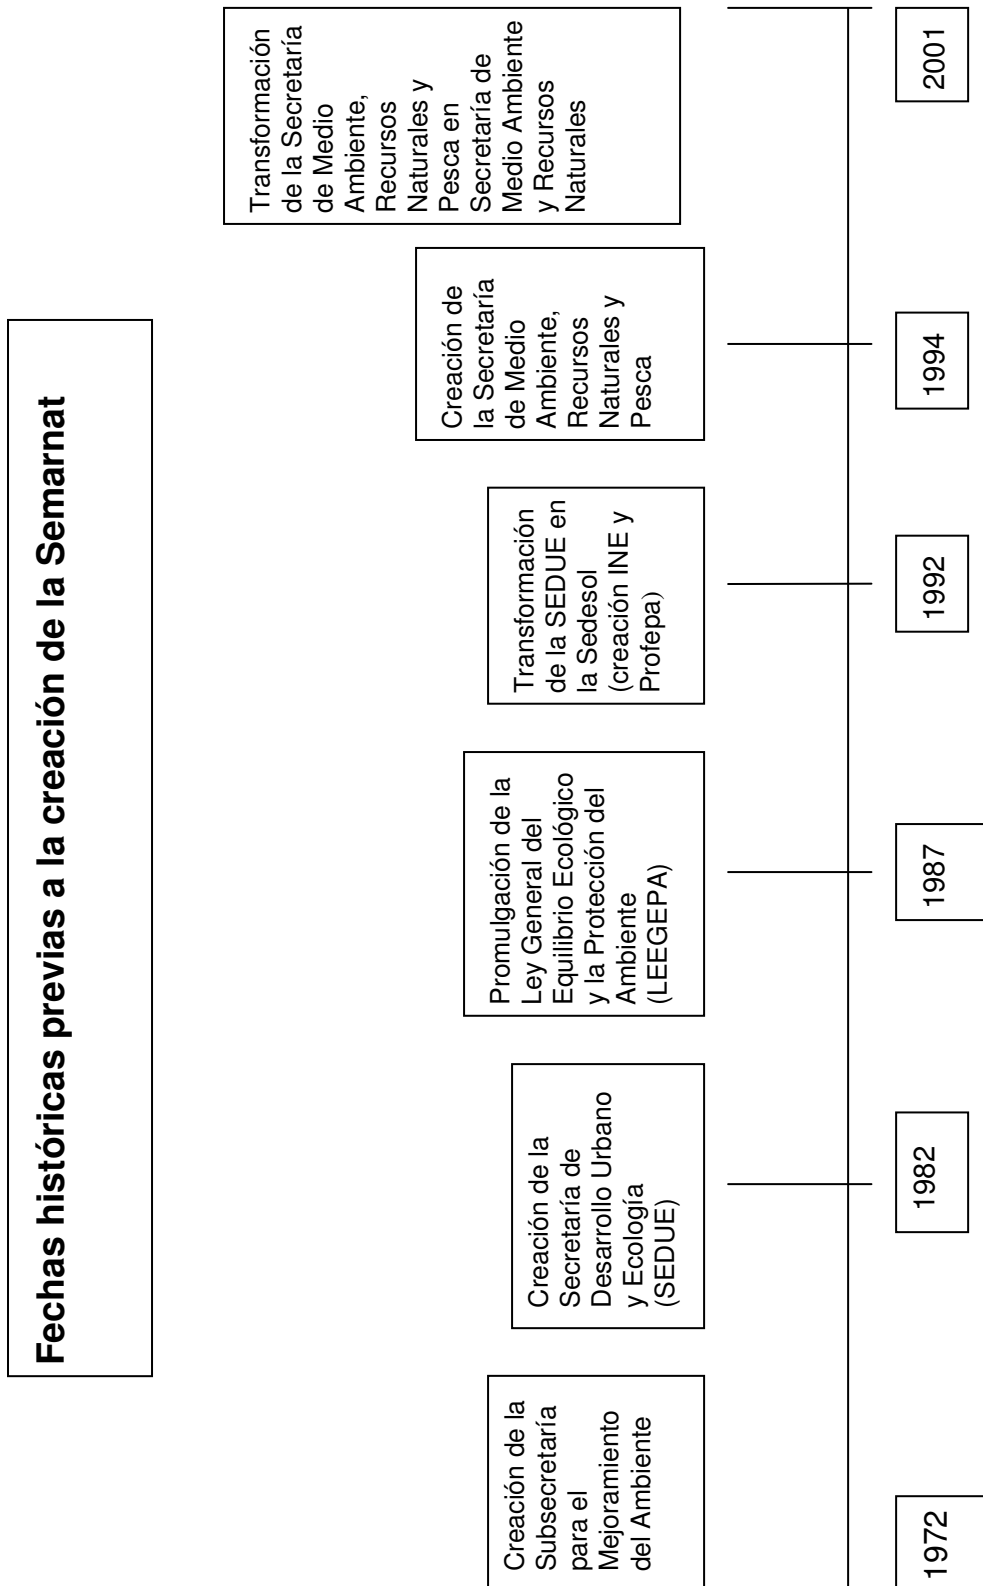 Fechas históricas previas a la creación de la Semarnat
Creación de la
Subsecretaría
para el
Mejoramiento
del Ambiente
Creación de la
Secretaría de
Desarrollo Urbano
y Ecología
(SEDUE)
Promulgación de la
Ley General del
Equilibrio Ecológico
y la Protección del
Ambiente
(LEEGEPA)
Transformación
de la SEDUE en
la Sedesol
(creación INE y
Profepa)
Creación de
la Secretaría
de Medio
Ambiente,
Recursos
Naturales y
Pesca
Transformación
de la Secretaría
de Medio
Ambiente,
Recursos
Naturales y
Pesca en
Secretaría de
Medio Ambiente
y Recursos
Naturales
1972
1982
1987
1992
1994
2001